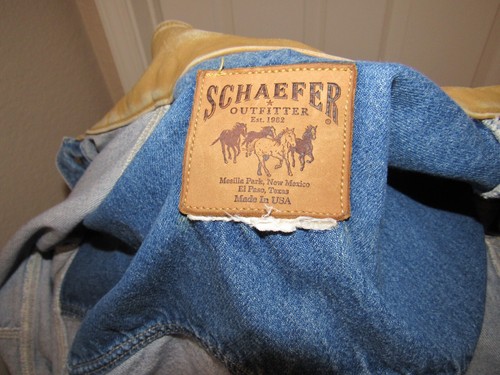 SCHAEFER
OUTFITTER
Est. 1982
Mesilla Park, New Mexico
El Paso, Texas
Made In USA